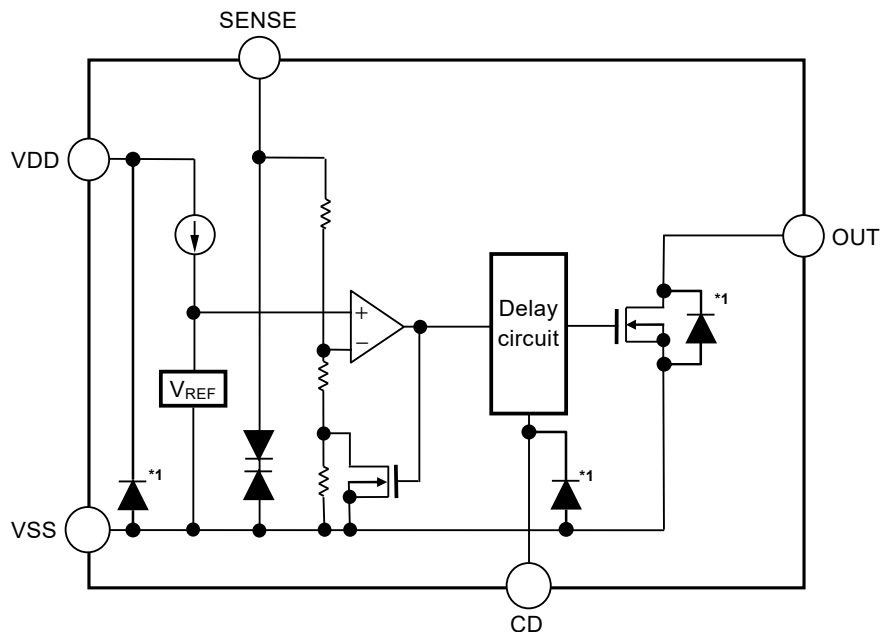 SENSE
VDD
OUT
+
−
Delay
circuit
*1
VREF
*1
*1
VSS
CD